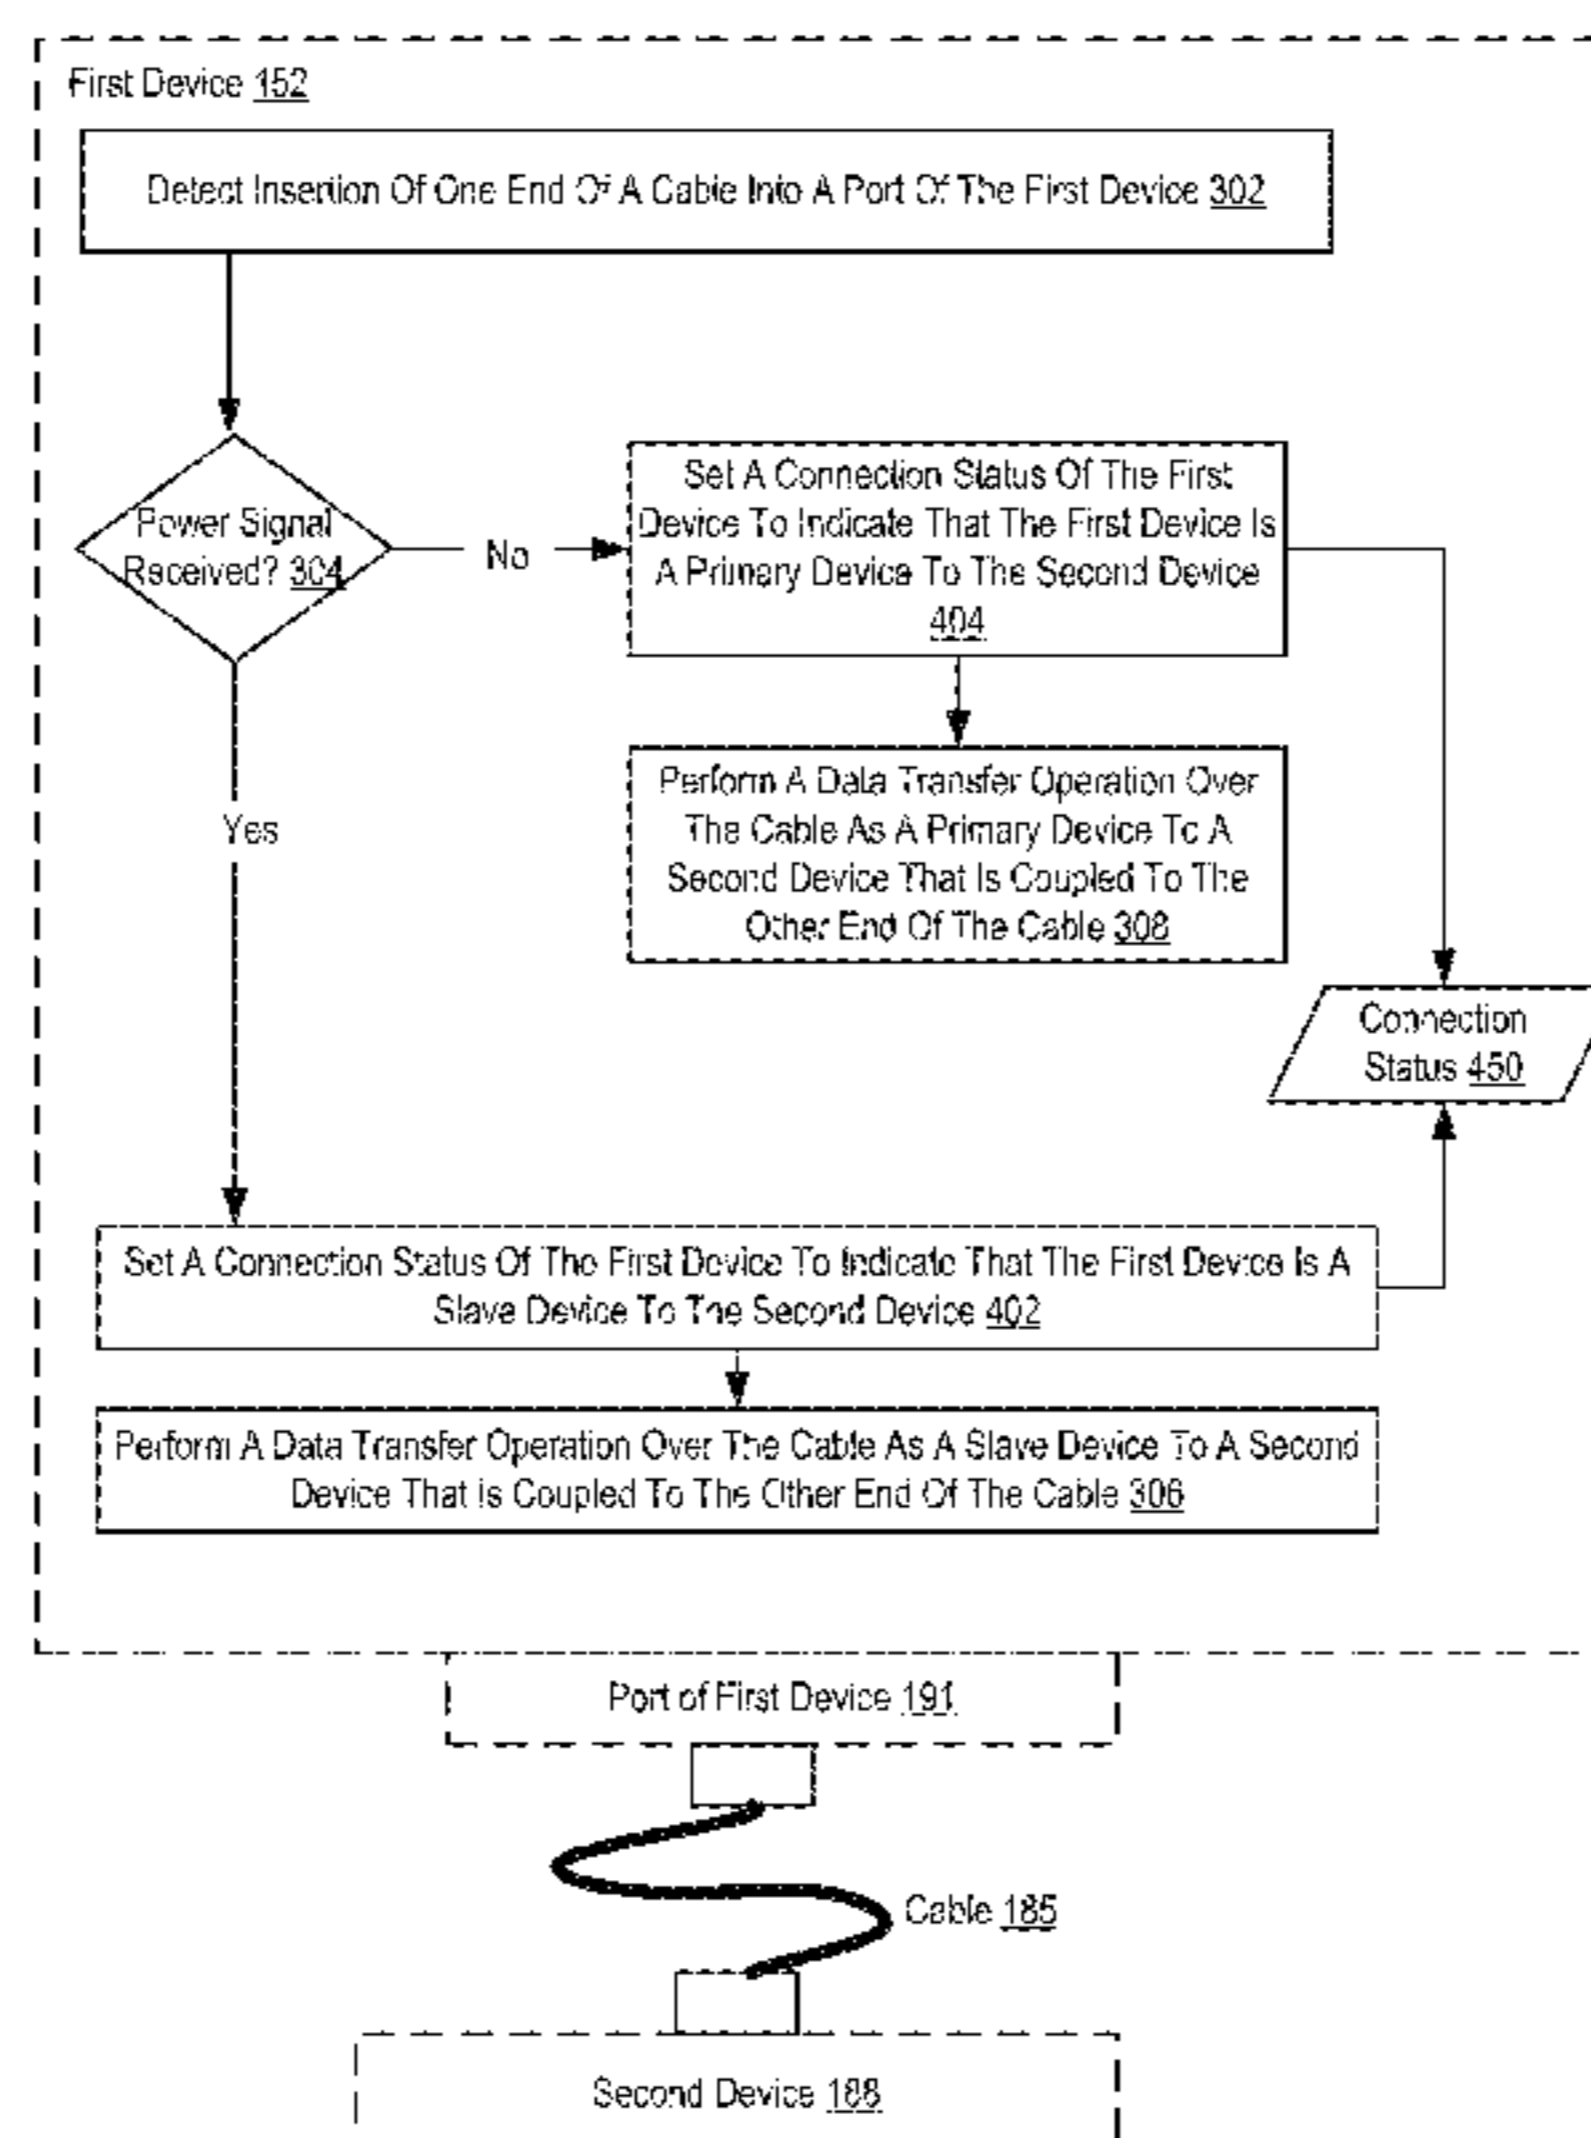 First Device 152
Detect Insertion Of One End Of A Cable Into A Port Of The First Device 302
Power Signal
Received? 304
No
Set A Connection Status Of The First
Device To Indicate That The First Device Is
A Primary Device To The Second Device
404
Perform A Data Transfer Operation Over
The Cable As A Primary Device To A
Second Device That Is Coupled To The
Other End Of The Cable 308
Yes
Connection
Status 450
Set A Connection Status Of The First Device To Indicate That The First Device Is A
Slave Device To The Second Device 402
Perform A Data Transfer Operation Over The Cable As A Slave Device To A Second
Device That is Coupled To The Other End Of The Cable 306
Port of First Device 191
Cable 185
Second Device 188